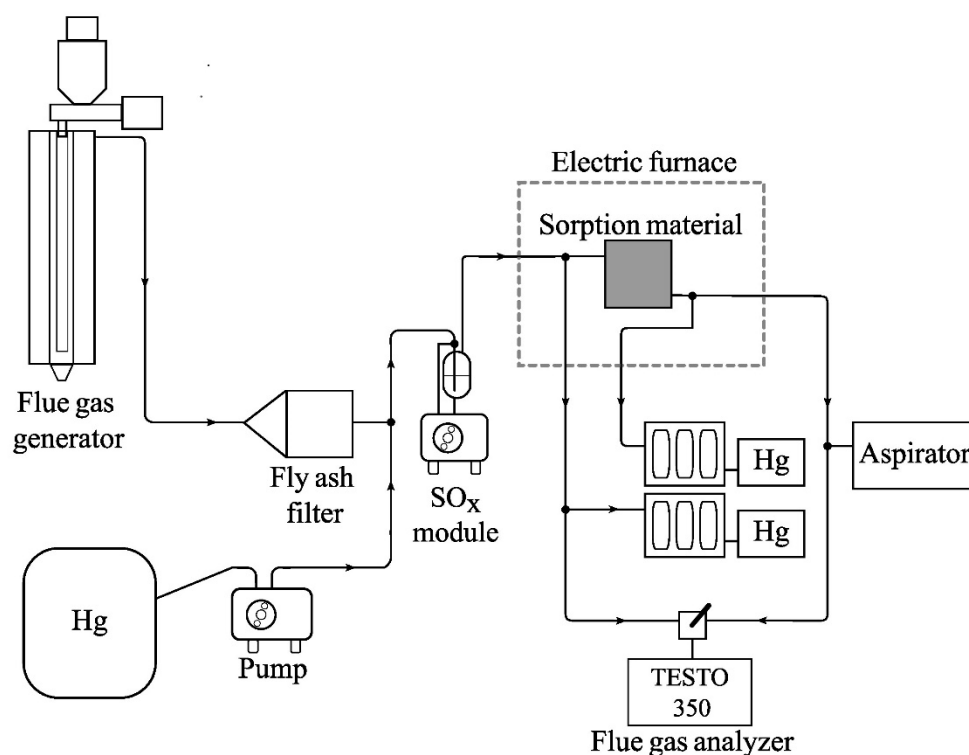 Electric furnace
Sorption material
Flue gas
generator
Fly ash
filter
SOx
module
Hg
Hg
Aspirator
Hg
Pump
TESTO
350
Flue gas analyzer